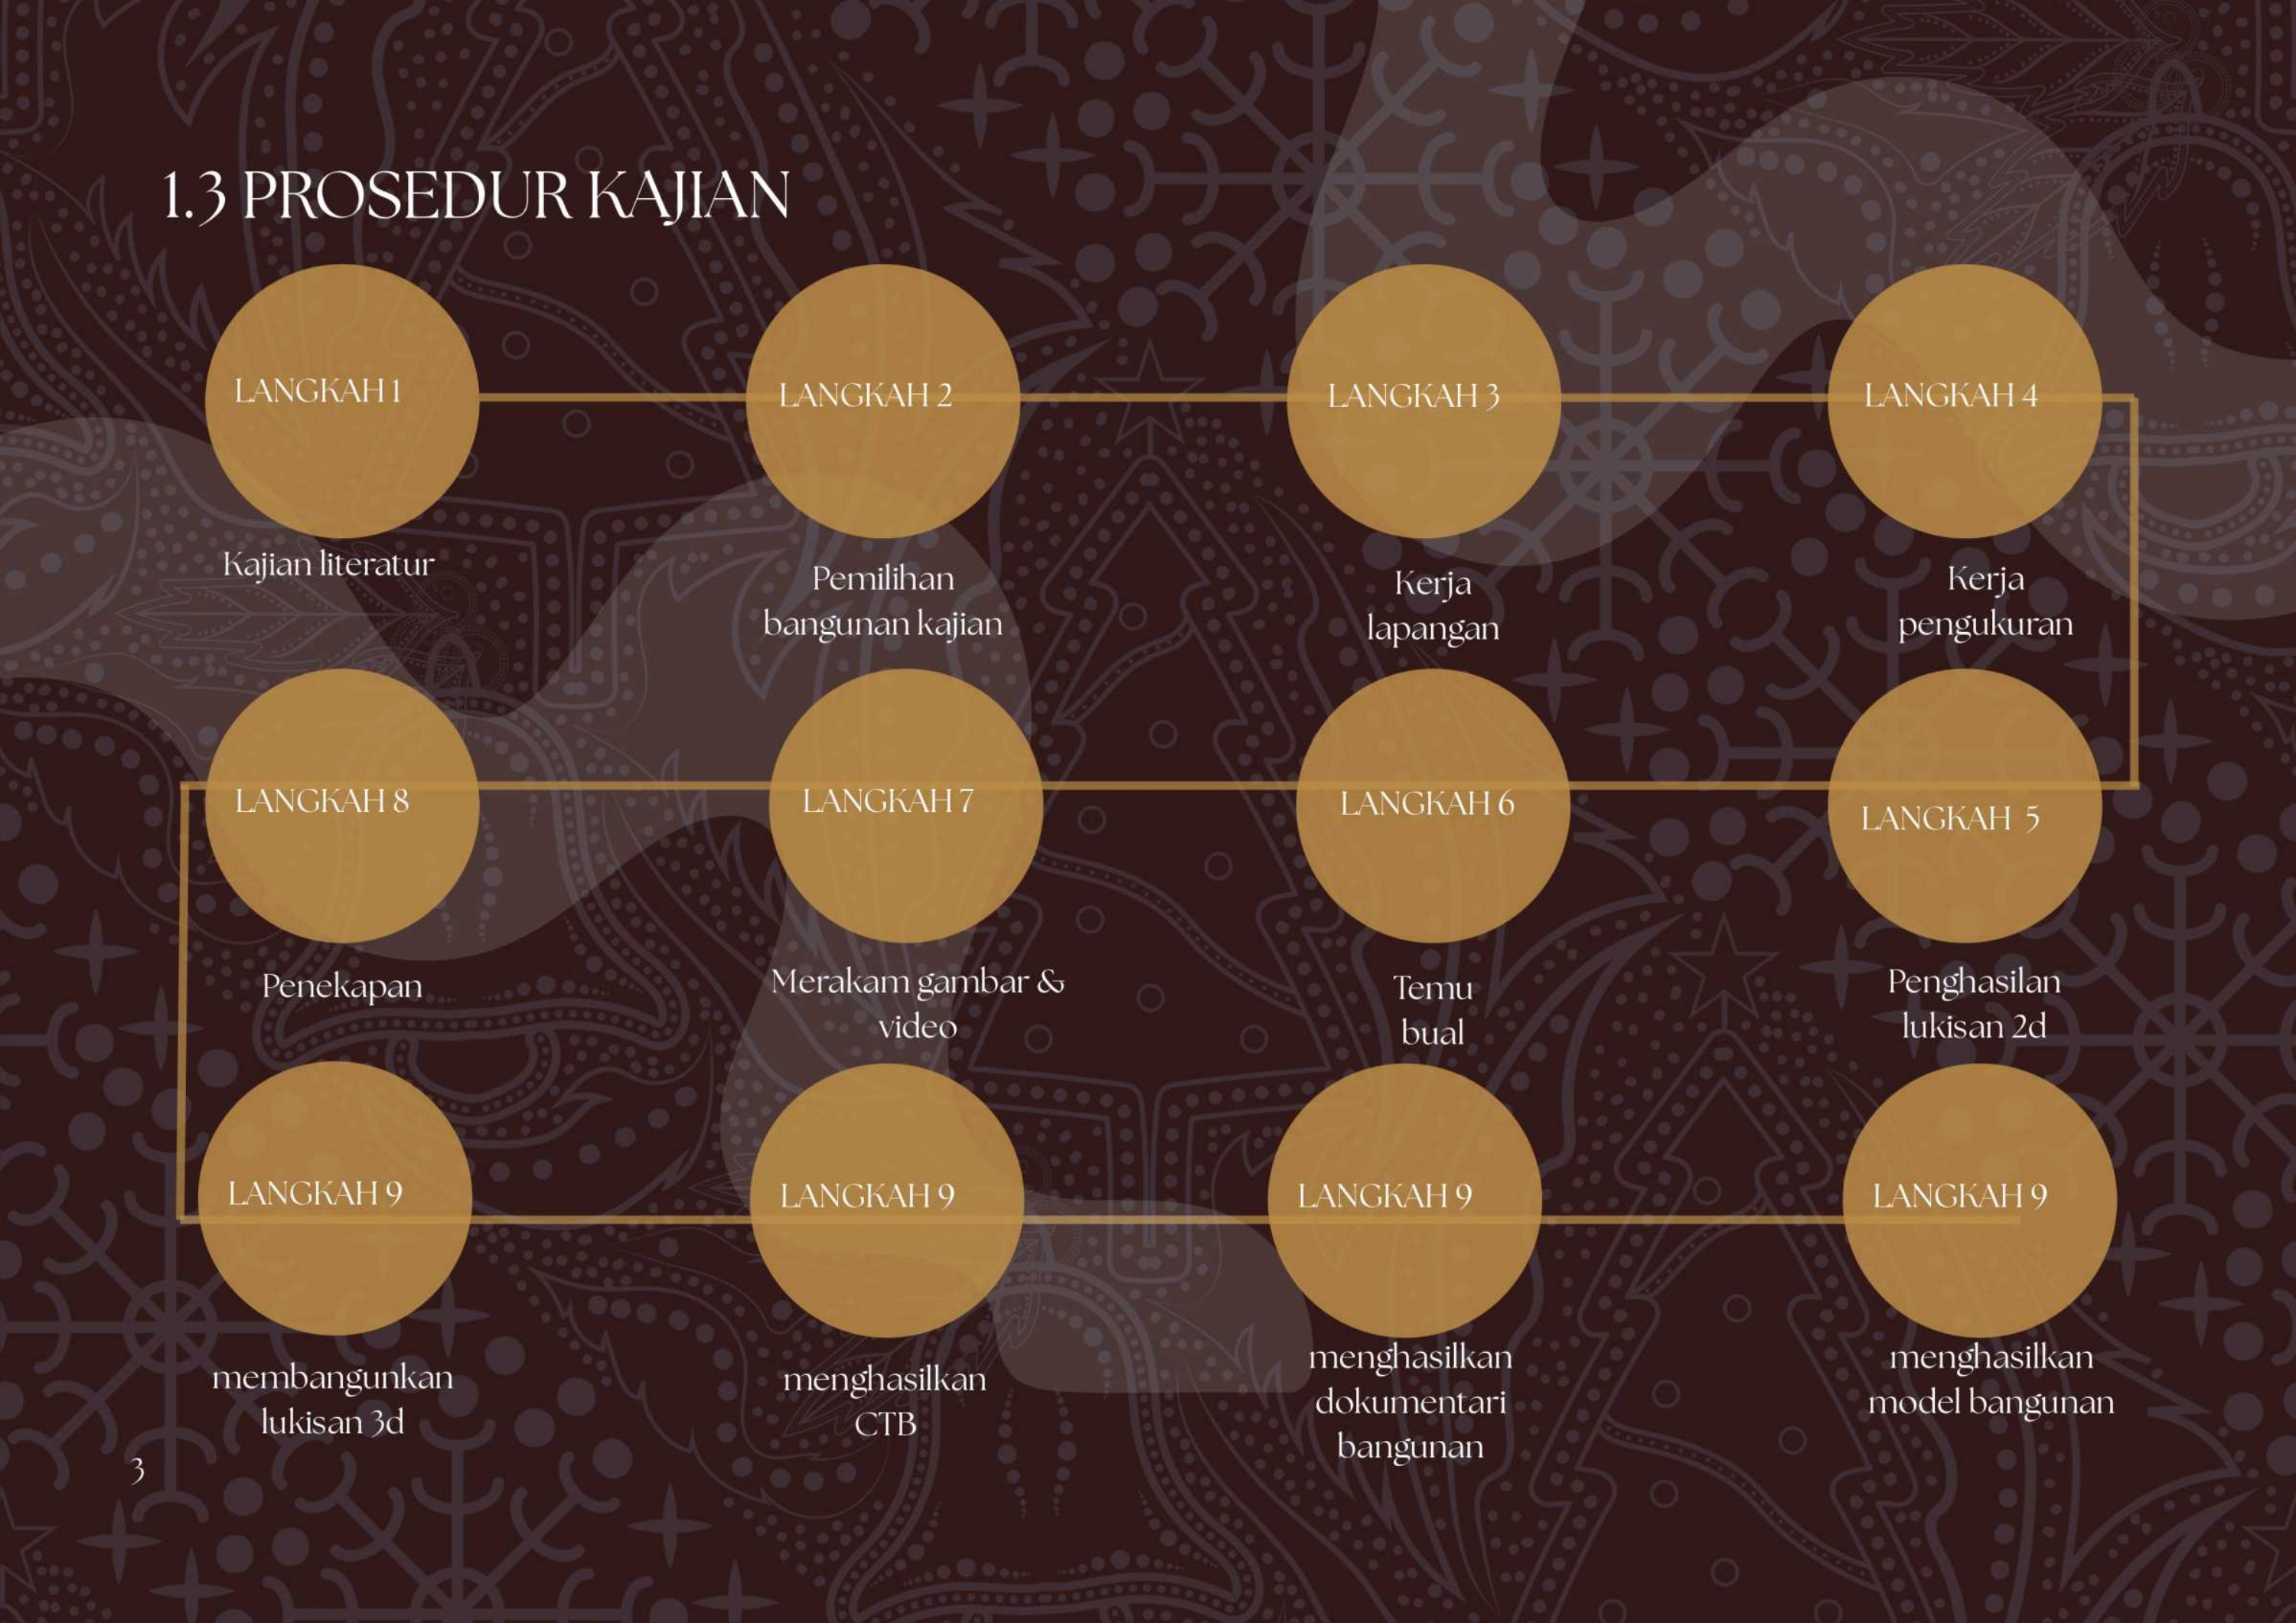 1.3 PROSEDUR KAJIAN
LANGKAH 1
Kajian literatur
LANGKAH 2
Pemilihan
bangunan kajian
LANGKAH 3
Kerja
lapangan
LANGKAH 4
Kerja
pengukuran
LANGKAH 5
Penghasilan
lukisan 2d
LANGKAH 6
Temu
bual
LANGKAH 7
Merakam gambar &
video
LANGKAH 8
Penekapan
LANGKAH 9
membangunkan
lukisan 3d
LANGKAH 9
menghasilkan
CTB
LANGKAH 9
menghasilkan
dokumentari
bangunan
LANGKAH 9
menghasilkan
model bangunan
3